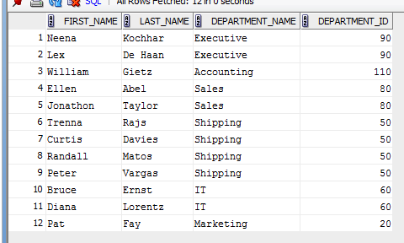 SQL | All Rows Fetched: 12 in 0 seconds
FIRST_NAME LAST_NAME DEPARTMENT_NAME DEPARTMENT_ID
1 Neena Kochhar Executive 90
2 Lex De Haan Executive 90
3 William Gietz Accounting 110
4 Ellen Abel Sales 80
5 Jonathon Taylor Sales 80
6 Trenna Rajs Shipping 50
7 Curtis Davies Shipping 50
8 Randall Matos Shipping 50
9 Peter Vargas Shipping 50
10 Bruce Ernst IT 60
11 Diana Lorentz IT 60
12 Pat Fay Marketing 20